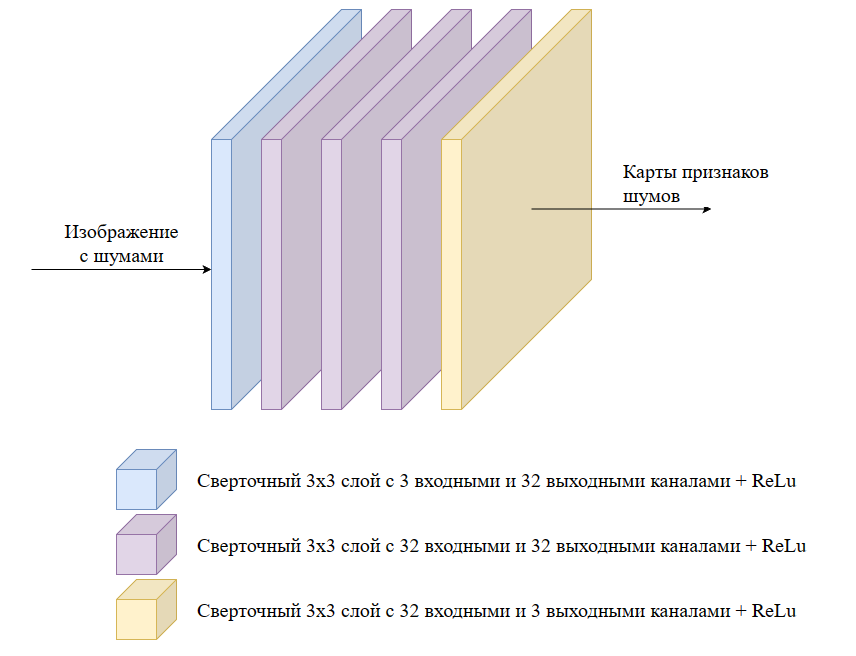 Изображение
с шумами
Карты признаков
шумов
Сверточный 3x3 слой с 3 входными и 32 выходными каналами + ReLu
Сверточный 3x3 слой с 32 входными и 32 выходными каналами + ReLu
Сверточный 3x3 слой с 32 входными и 3 выходными каналами + ReLu